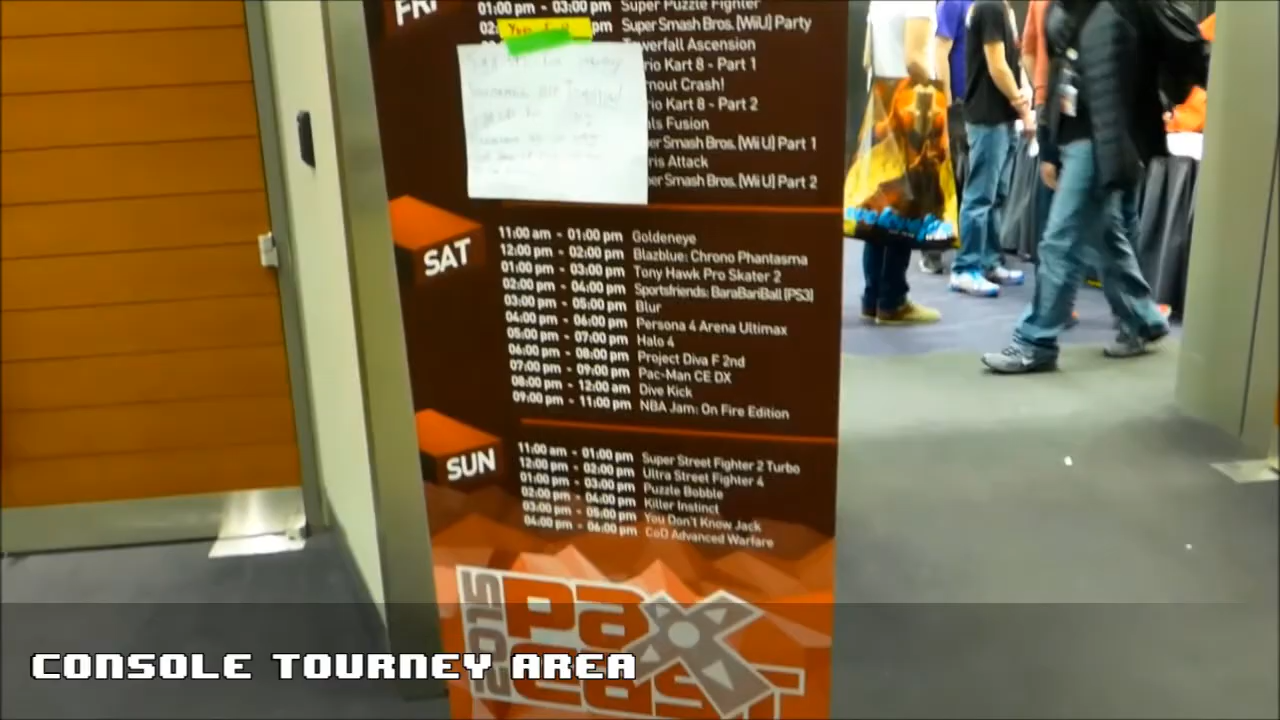 FRI
01:00 pm - 03:00 pm Super Puzzle Fighter
02: pm Super Smash Bros. [WiiU] Party
Towerfall Ascension
rio Kart 8 - Part 1
rnout Crash!
rio Kart 8 - Part 2
als Fusion
er Smash Bros. [Wii U] Part 1
ris Attack
er Smash Bros. [Wii U] Part 2
SAT
11:00 am - 01:00 pm Goldeneye
12:00 pm - 02:00 pm Blazblue: Chrono Phantasma
01:00 pm - 03:00 pm Tony Hawk Pro Skater 2
02:00 pm - 04:00 pm Sportsfriends: BaraBariBall [PS3]
03:00 pm - 05:00 pm Blur
04:00 pm - 06:00 pm Persona 4 Arena Ultimax
05:00 pm - 07:00 pm Halo 4
06:00 pm - 08:00 pm Project Diva F 2nd
07:00 pm - 09:00 pm Pac-Man CE DX
08:00 pm - 12:00 am Dive Kick
09:00 pm - 11:00 pm NBA Jam: On Fire Edition
SUN
11:00 am - 01:00 pm Super Street Fighter 2 Turbo
12:00 pm - 02:00 pm Ultra Street Fighter 4
01:00 pm - 03:00 pm Puzzle Bobble
02:00 pm - 04:00 pm Killer Instinct
03:00 pm - 05:00 pm You Don't Know Jack
04:00 pm - 06:00 pm CoD Advanced Warfare
2015 pax
east
CONSOLE TOURNEY AREA